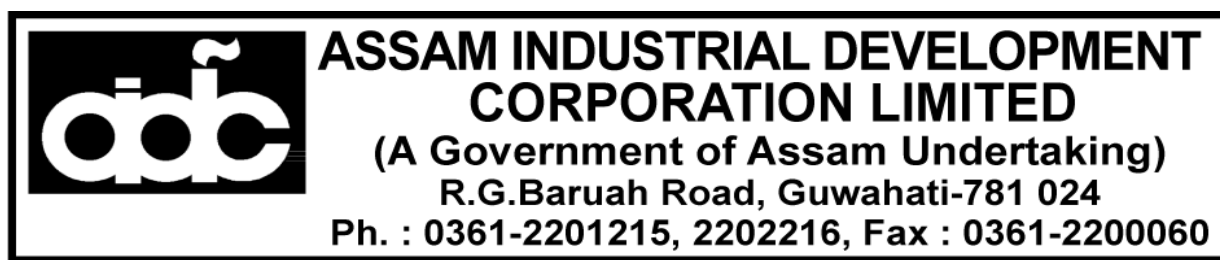 aidc
ASSAM INDUSTRIAL DEVELOPMENT
CORPORATION LIMITED
(A Government of Assam Undertaking)
R.G.Baruah Road, Guwahati-781 024
Ph. : 0361-2201215, 2202216, Fax : 0361-2200060